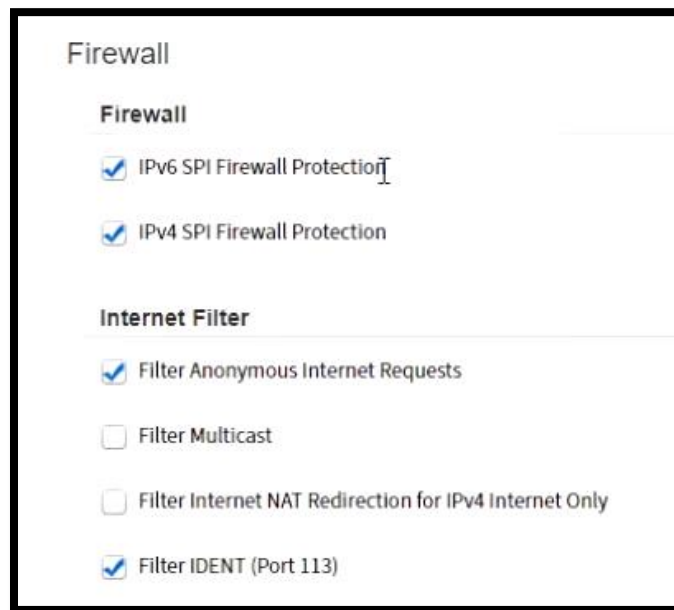 Firewall
Firewall
IPv6 SPI Firewall Protection
IPv4 SPI Firewall Protection
Internet Filter
Filter Anonymous Internet Requests
Filter Multicast
Filter Internet NAT Redirection for IPv4 Internet Only
Filter IDENT (Port 113)